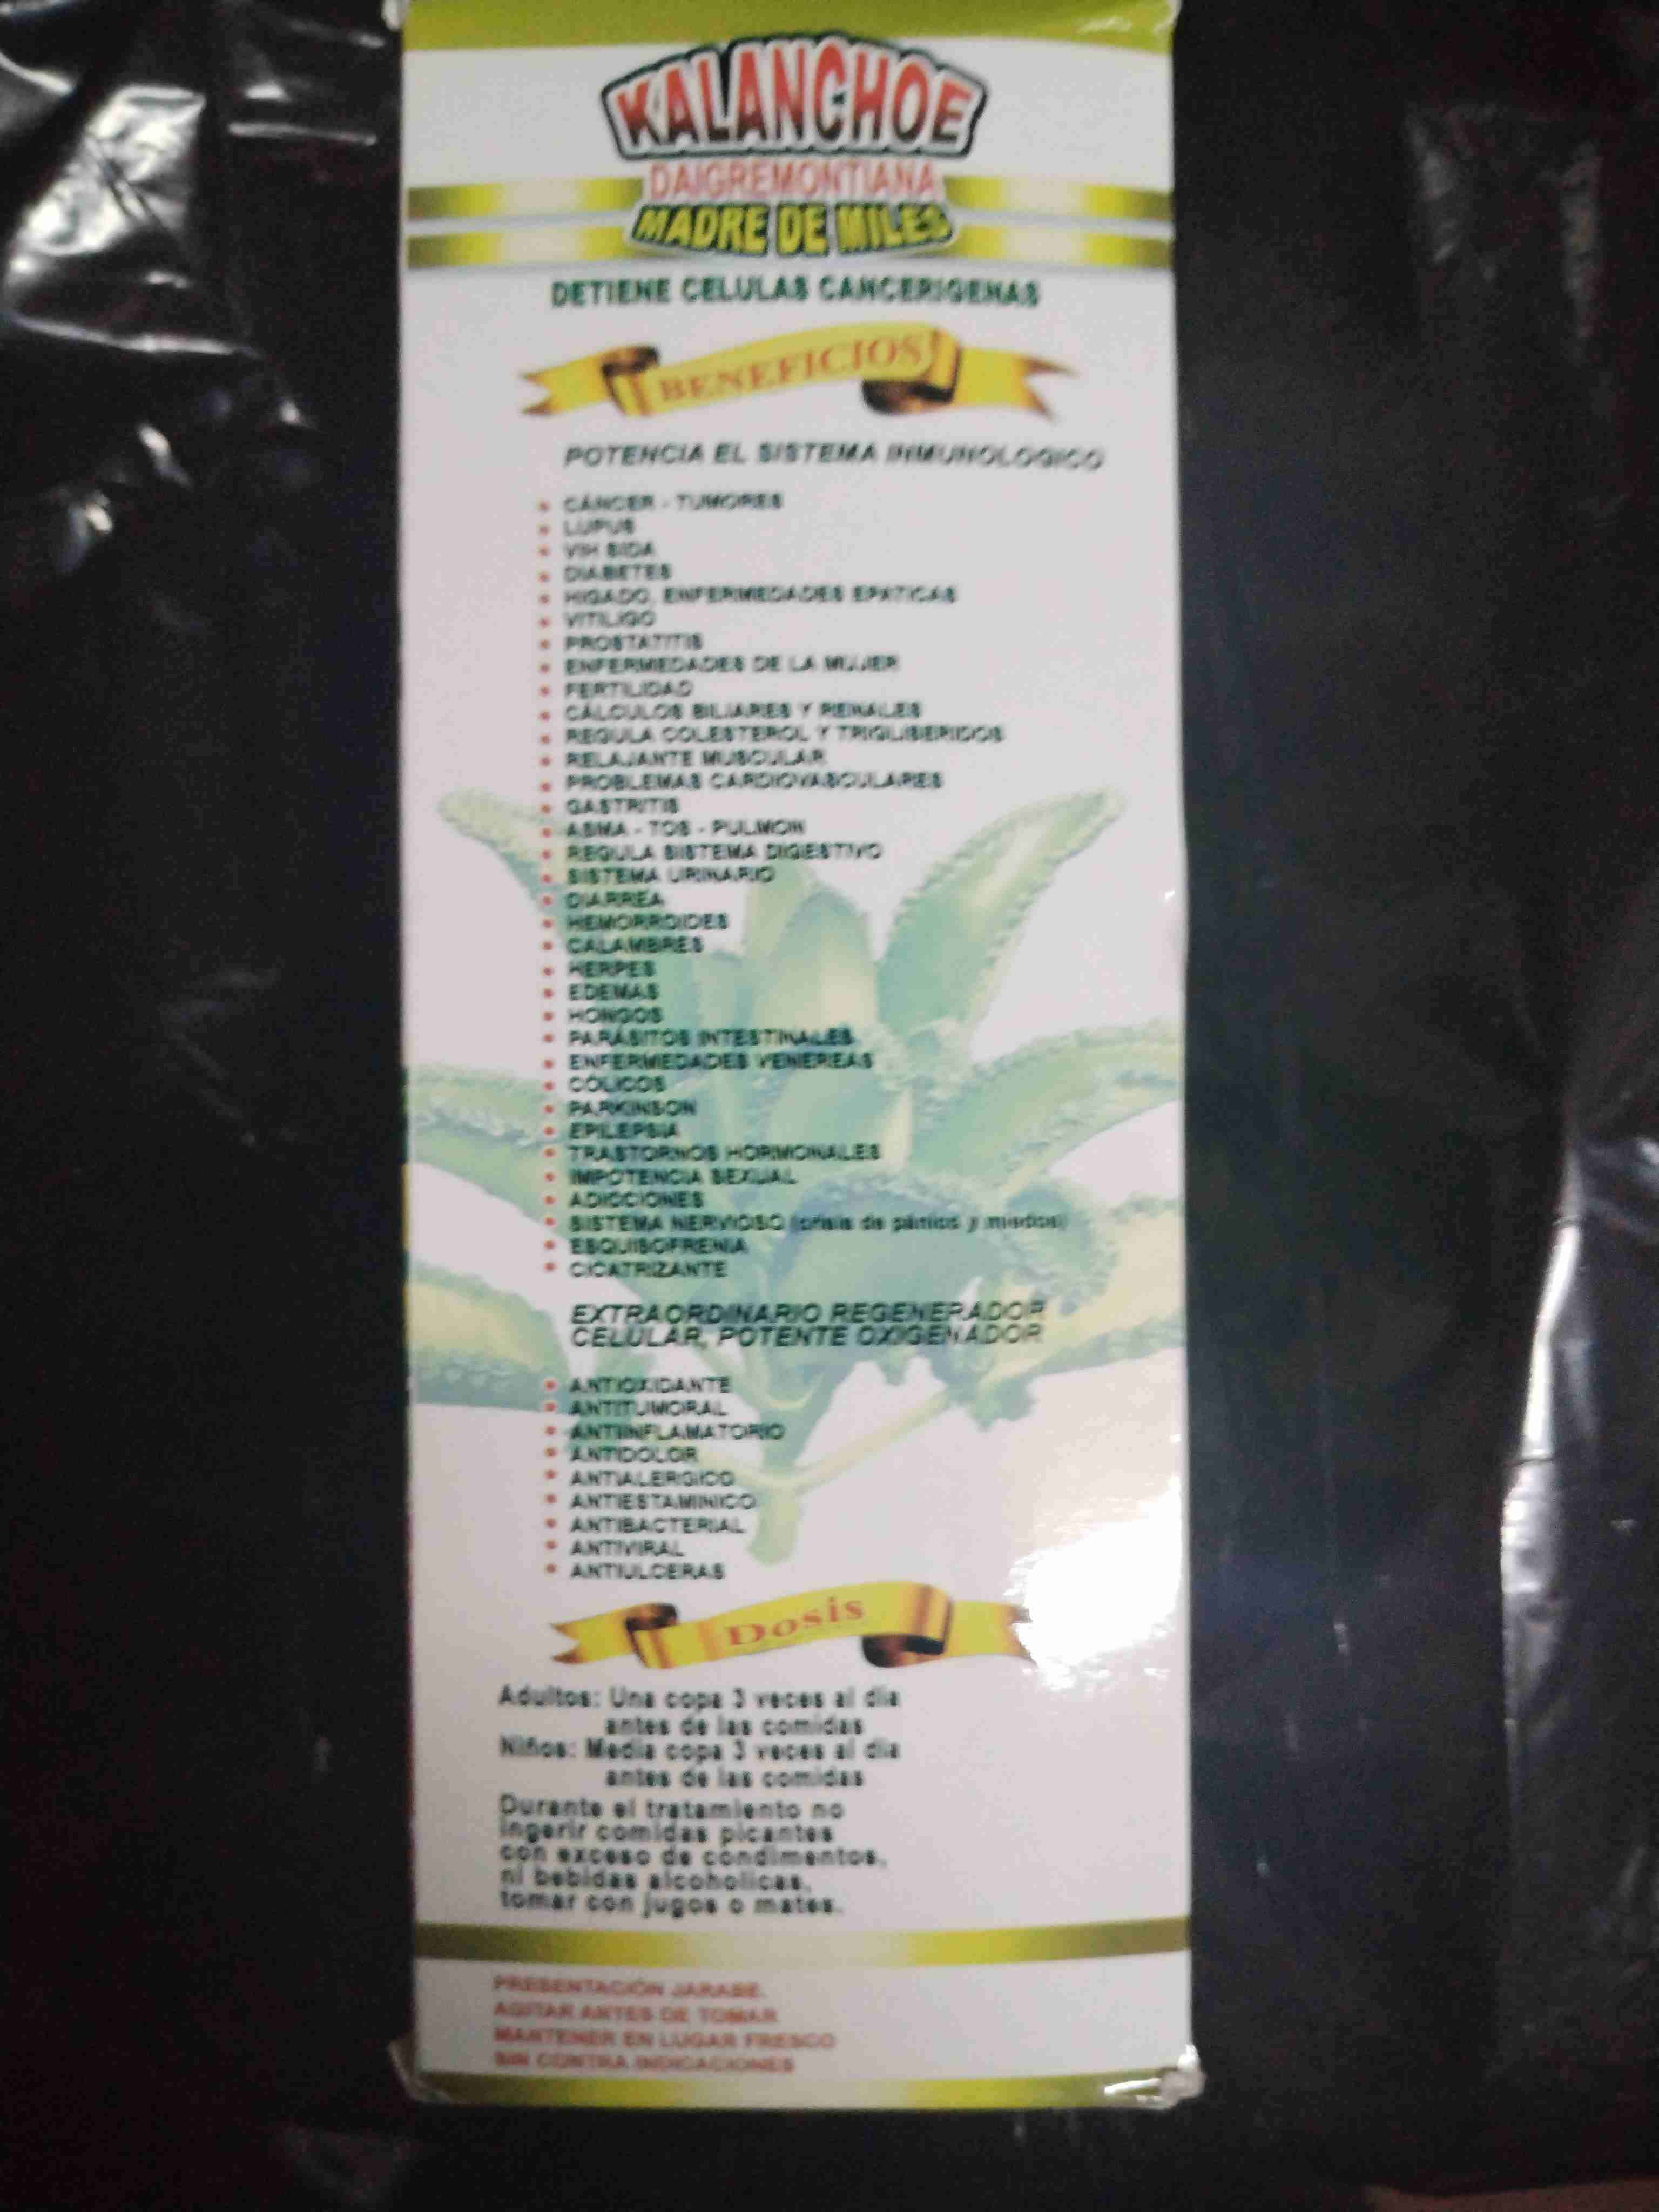 KALANCHOE
DAIGREMONTIANA
MADRE DE MILES
DETIENE CELULAS CANCERIGENAS
BENEFICIOS
POTENCIA EL SISTEMA INMUNOLOGICO
CÁNCER - TUMORES
LUPUS
VIH SIDA
DIABETES
HIGADO, ENFERMEDADES EPATICAS
VITILIGO
PROSTATITIS
ENFERMEDADES DE LA MUJER
FERTILIDAD
CÁLCULOS BILIARES Y RENALES
REGULA COLESTEROL Y TRIGLISERIDOS
RELAJANTE MUSCULAR
PROBLEMAS CARDIOVASCULARES
GASTRITIS
ASMA - TOS - PULMON
REGULA SISTEMA DIGESTIVO
SISTEMA URINARIO
DIARREA
HEMORROIDES
CALAMBRES
HERPES
EDEMAS
HONGOS
PARÁSITOS INTESTINALES
ENFERMEDADES VENEREAS
CÓLICOS
PARKINSON
EPILEPSIA
TRASTORNOS HORMONALES
IMPOTENCIA SEXUAL
ADICCIONES
SISTEMA NERVIOSO (crisis de pánico y miedos)
ESQUISOFRENIA
CICATRIZANTE
EXTRAORDINARIO REGENERADOR
CELULAR, POTENTE OXIGENADOR
ANTIOXIDANTE
ANTITUMORAL
ANTIINFLAMATORIO
ANTIDOLOR
ANTIALERGICO
ANTIESTAMINICO
ANTIBACTERIAL
ANTIVIRAL
ANTIULCERAS
Dosis
Adultos: Una copa 3 veces al día
antes de las comidas
Niños: Media copa 3 veces al día
antes de las comidas
Durante el tratamiento no
ingerir comidas picantes
con exceso de condimentos,
ni bebidas alcoholicas,
tomar con jugos o mates.
PRESENTACIÓN JARABE.
AGITAR ANTES DE TOMAR
MANTENER EN LUGAR FRESCO
SIN CONTRA INDICACIONES